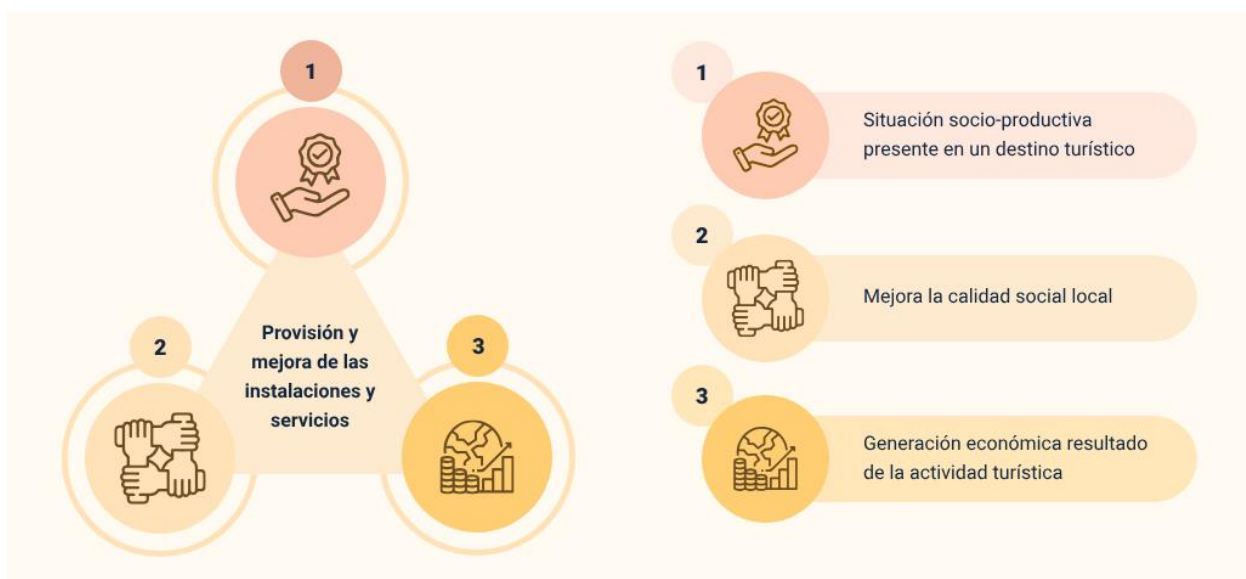 1
Provisión y
mejora de las
instalaciones y
servicios
2
3
1
Situación socio-productiva
presente en un destino turístico
2
Mejora la calidad social local
3
Generación económica resultado
de la actividad turística